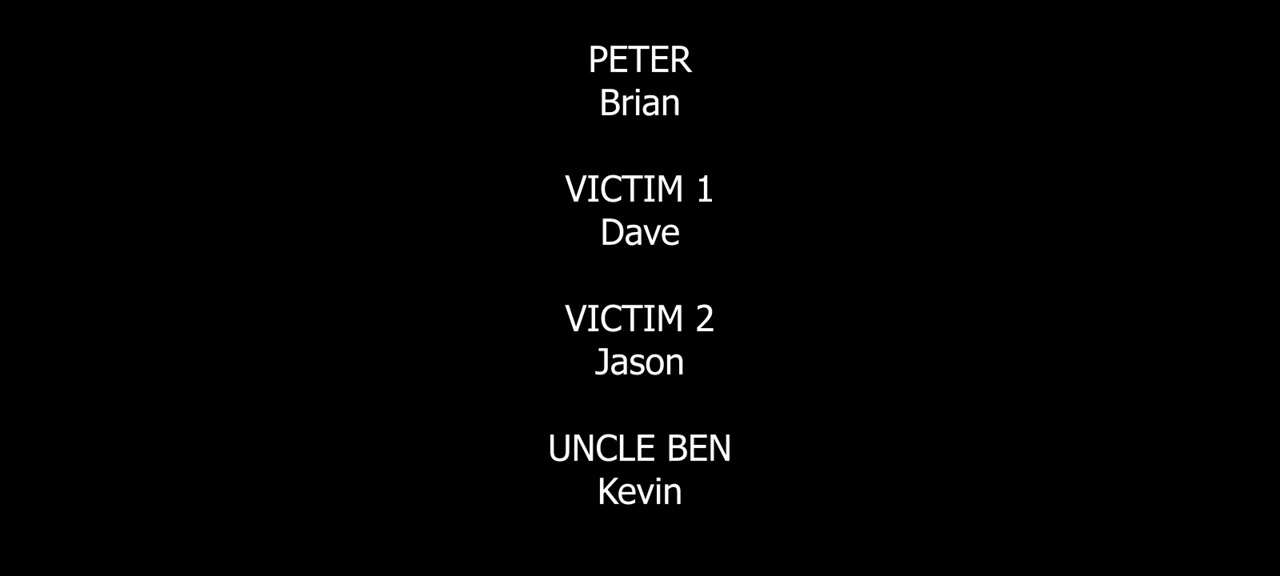 PETER
Brian
VICTIM 1
Dave
VICTIM 2
Jason
UNCLE BEN
Kevin